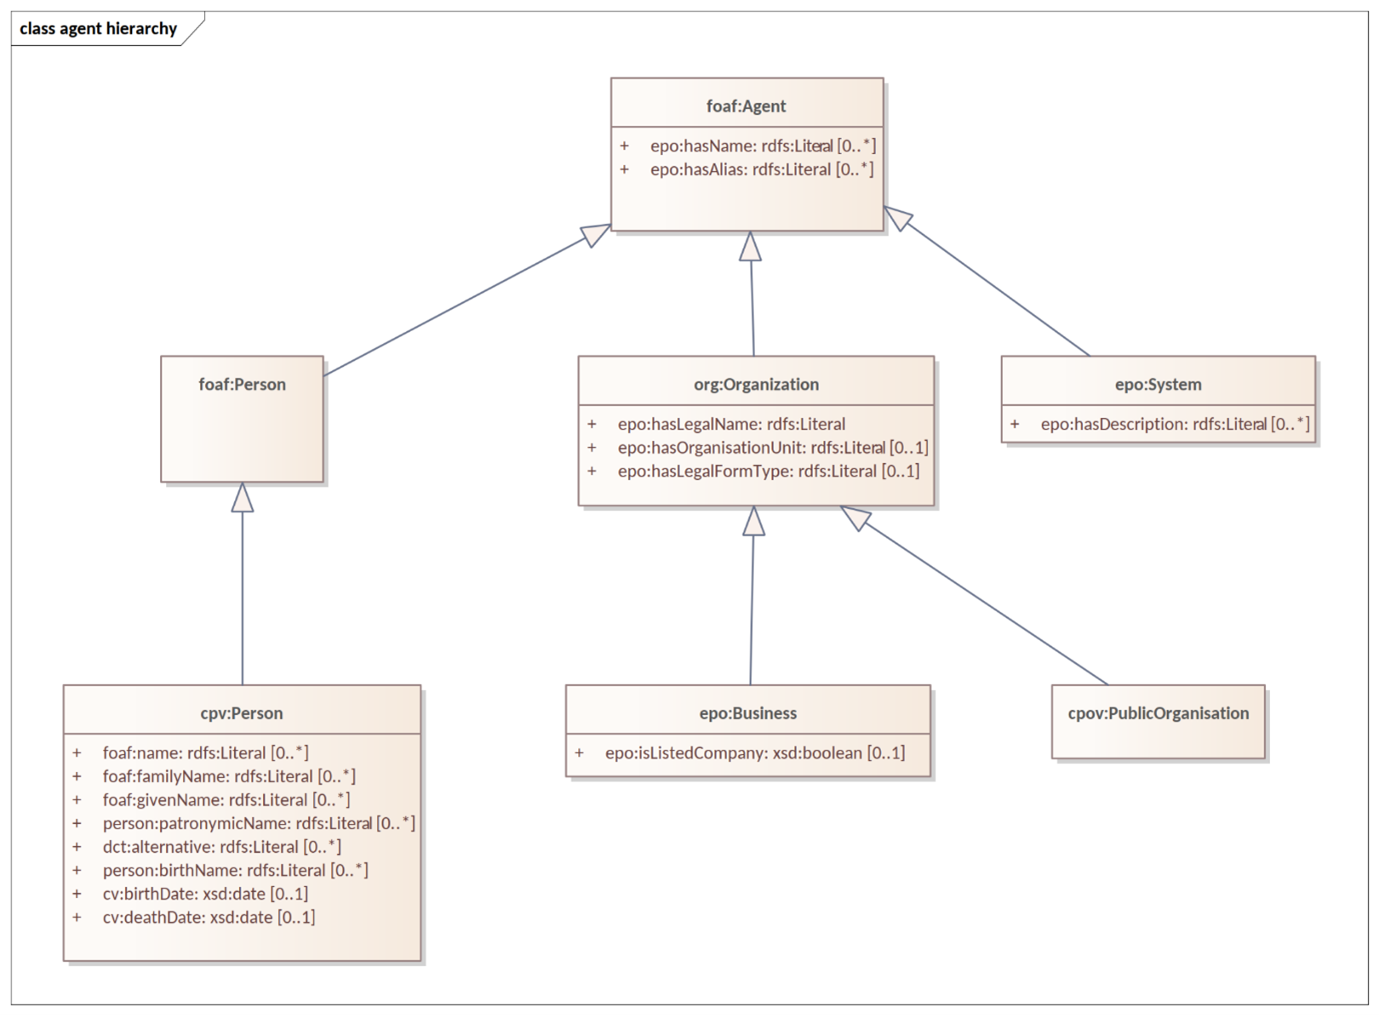 class agent hierarchy
foaf:Agent
+ epo:hasName: rdfs:Literal [0..*]
+ epo:hasAlias: rdfs:Literal [0..*]
foaf:Person
org:Organization
+ epo:hasLegalName: rdfs:Literal
+ epo:hasOrganisationUnit: rdfs:Literal [0..1]
+ epo:hasLegalFormType: rdfs:Literal [0..1]
epo:System
+ epo:hasDescription: rdfs:Literal [0..*]
cpv:Person
+ foaf:name: rdfs:Literal [0..*]
+ foaf:familyName: rdfs:Literal [0..*]
+ foaf:givenName: rdfs:Literal [0..*]
+ person:patronymicName: rdfs:Literal [0..*]
+ dct:alternative: rdfs:Literal [0..*]
+ person:birthName: rdfs:Literal [0..*]
+ cv:birthDate: xsd:date [0..1]
+ cv:deathDate: xsd:date [0..1]
epo:Business
+ epo:isListedCompany: xsd:boolean [0..1]
cpov:PublicOrganisation